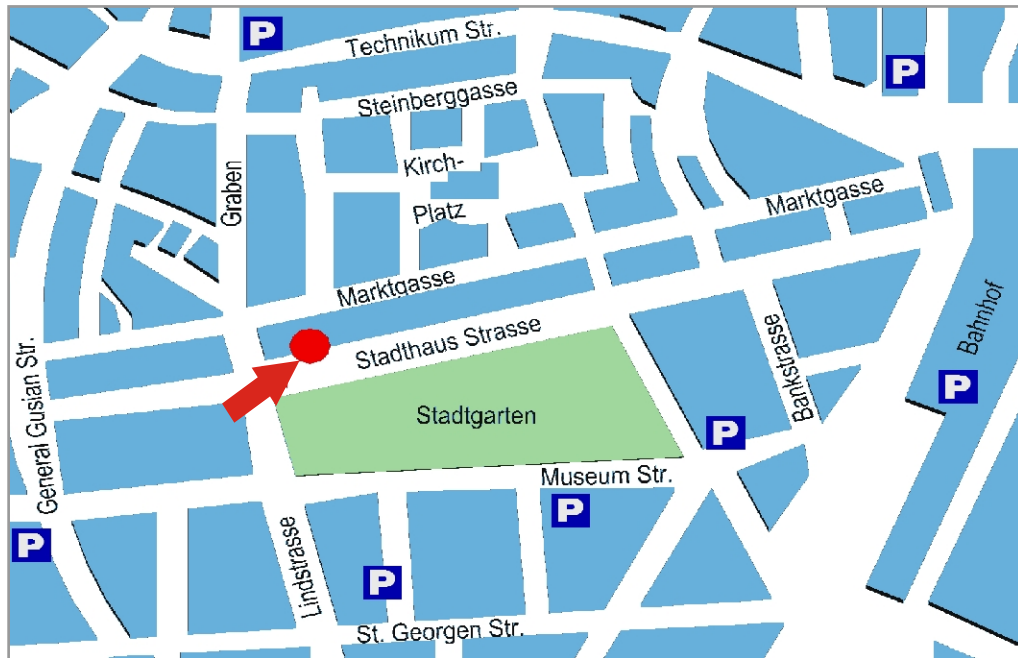 P
Technikum Str.
P
Steinberggasse
Kirch-
Platz
Graben
Marktgasse
Marktgasse
Stadthaus Strasse
Bahnhof
General Gusian Str.
Bankstrasse
P
Stadtgarten
P
Museum Str.
P
P
Lindstrasse
P
St. Georgen Str.